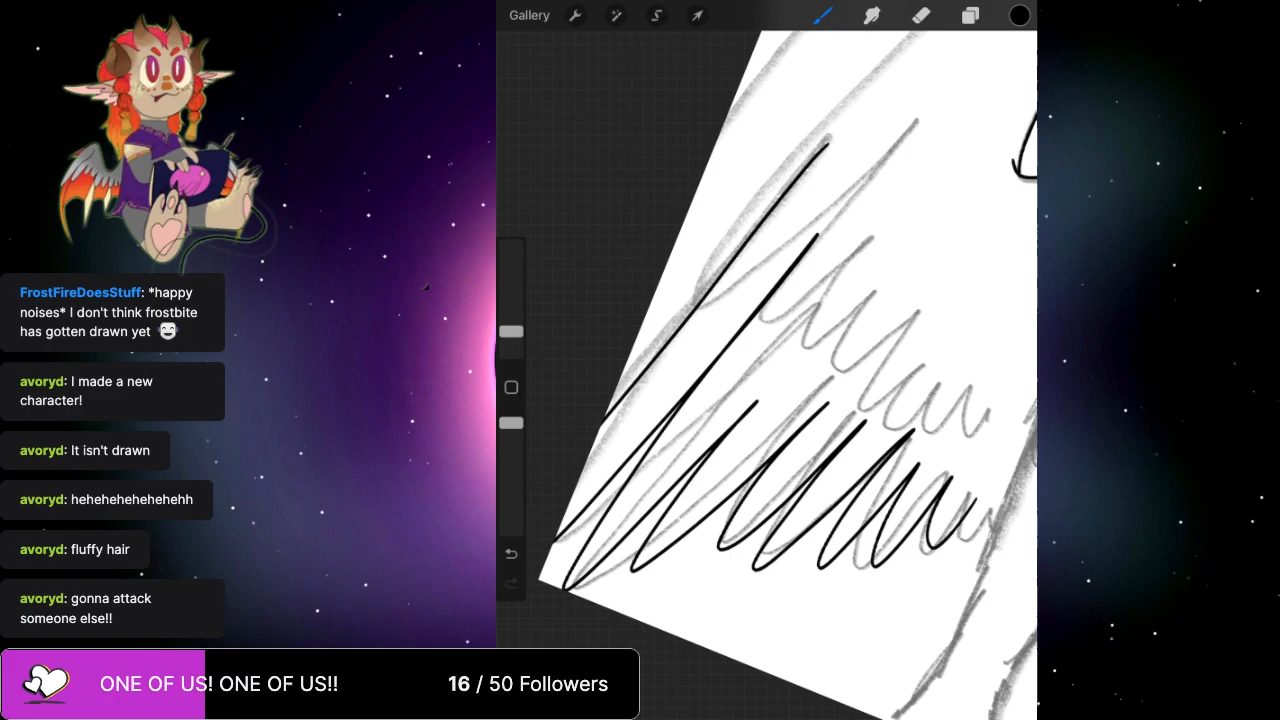 Gallery
FrostFireDoesStuff: *happy
noises* I don't think frostbite
has gotten drawn yet
avoryd: I made a new
character!
avoryd: It isn't drawn
avoryd: hehehehehehehehh
avoryd: fluffy hair
avoryd: gonna attack
someone else!!
ONE OF US! ONE OF US!! 16 / 50 Followers